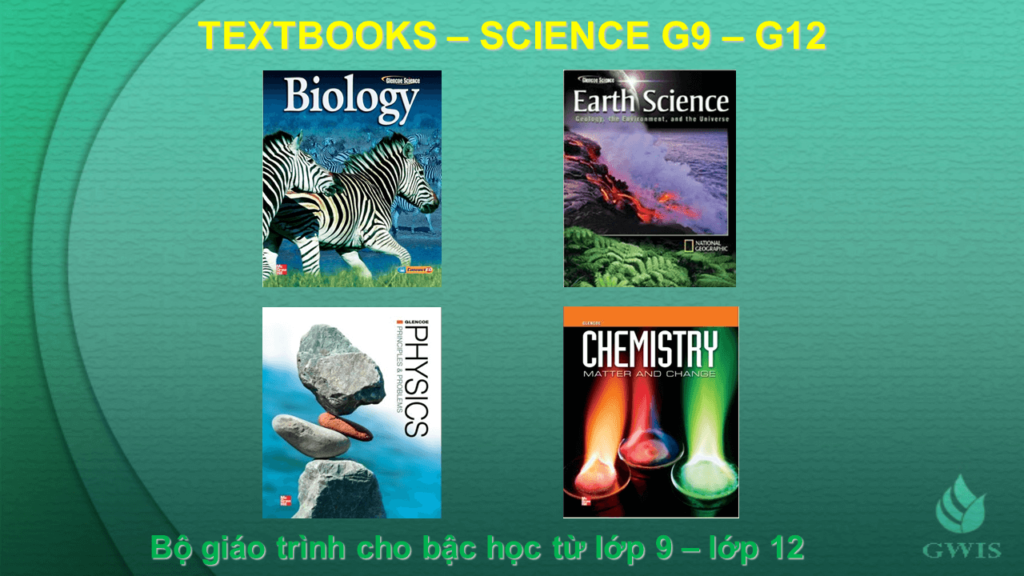 TEXTBOOKS – SCIENCE G9 – G12
Glencoe Science
Biology
Glencoe Science
Earth Science
Geology, the Environment, and the Universe
NATIONAL
GEOGRAPHIC
GLENCOE
PHYSICS
PRINCIPLES & PROBLEMS
GLENCOE
CHEMISTRY
MATTER AND CHANGE
Bộ giáo trình cho bậc học từ lớp 9 – lớp 12
GWIS